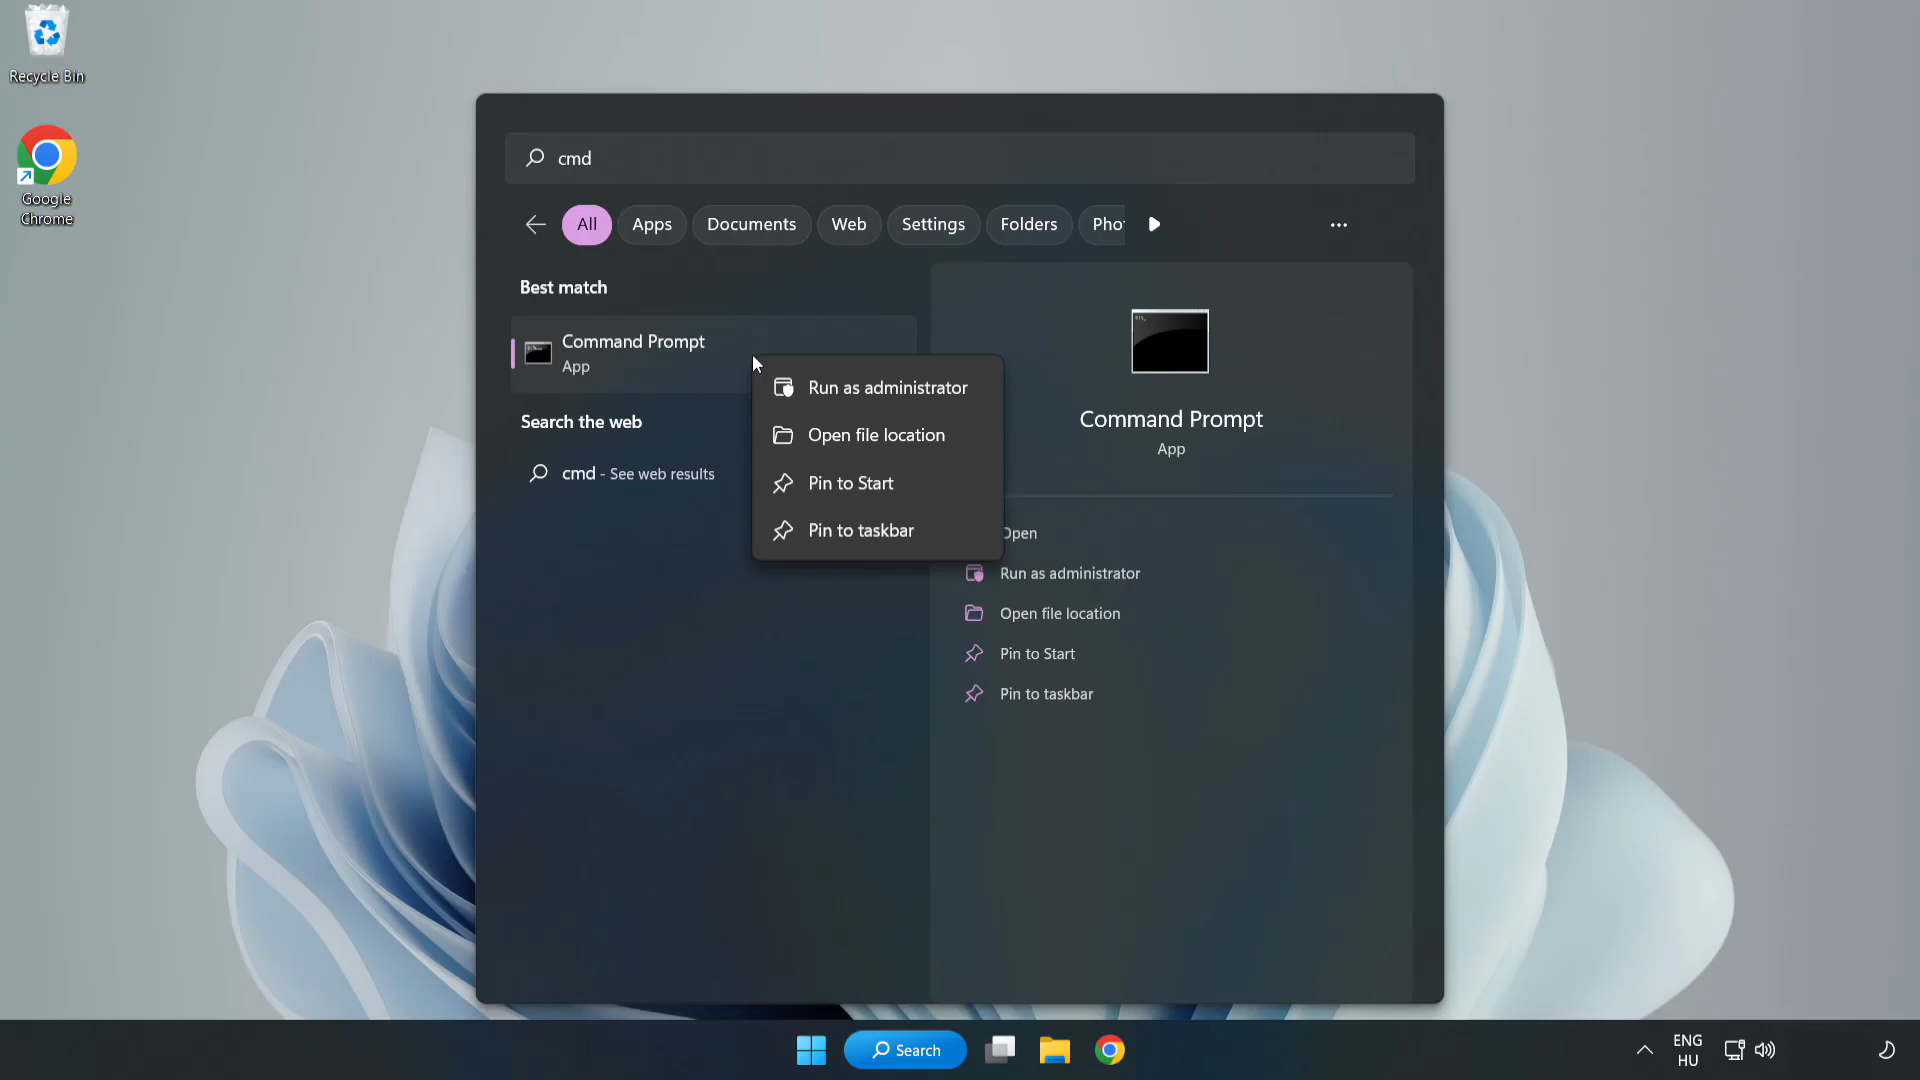 Recycle Bin
Google
Chrome
cmd
All
Apps
Documents
Web
Settings
Folders
Best match
Command Prompt
App
Search the web
cmd - See web results
Run as administrator
Open file location
Pin to Start
Pin to taskbar
Command Prompt
App
Open
Run as administrator
Open file location
Pin to Start
Pin to taskbar
Search
ENG
HU